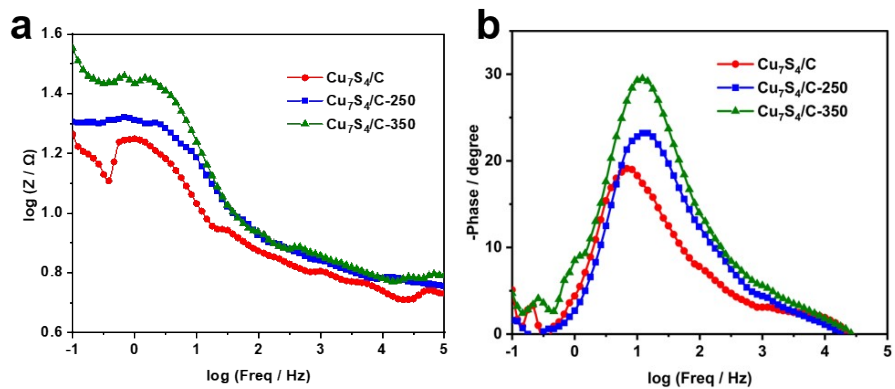 a
1.6
1.4
1.2
1.0
0.8
0.6
log (Z / Ω)
-1
0
1
2
3
4
5
log (Freq / Hz)
Cu₇S₄/C
Cu₇S₄/C-250
Cu₇S₄/C-350
b
30
20
10
0
-Phase / degree
-1
0
1
2
3
4
5
log (Freq / Hz)
Cu₇S₄/C
Cu₇S₄/C-250
Cu₇S₄/C-350